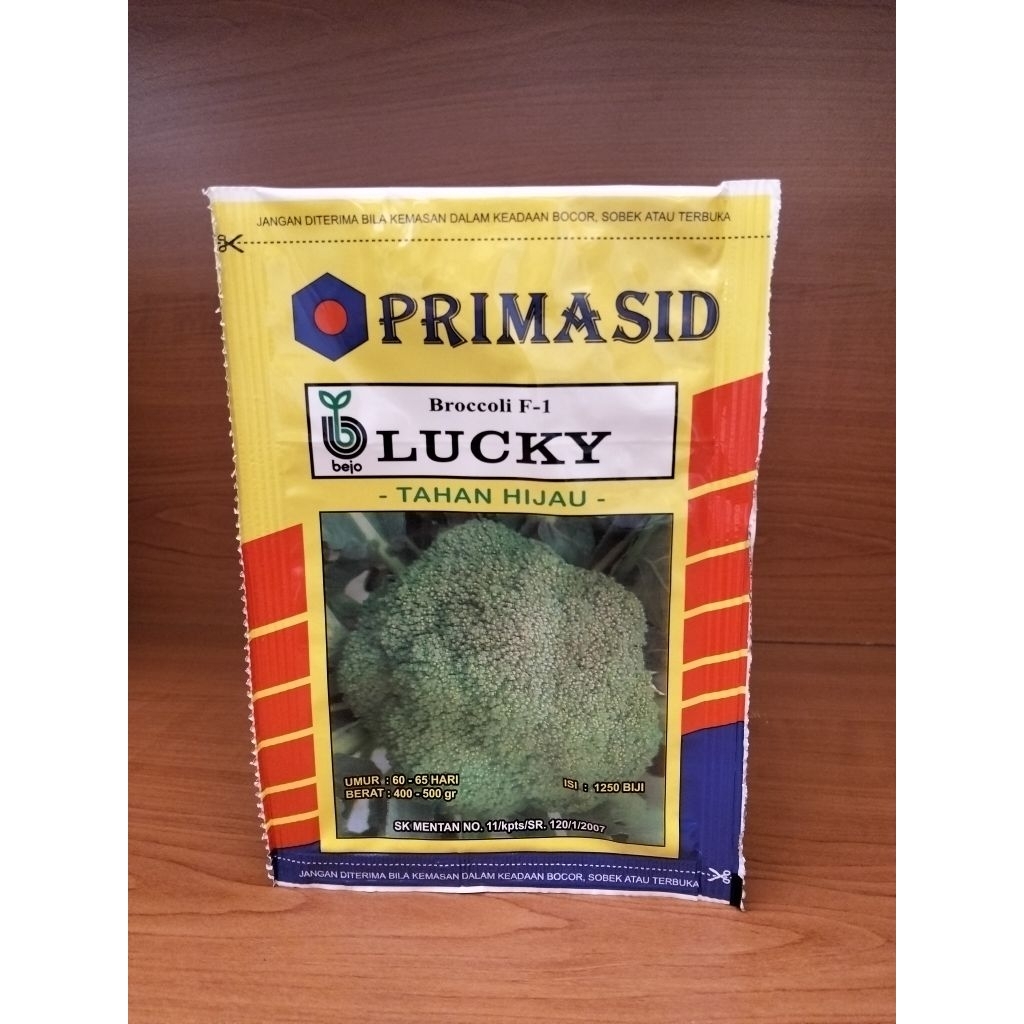 JANGAN DITERIMA BILA KEMASAN DALAM KEADAAN BOCOR, SOBEK ATAU TERBUKA
PRIMASID
Broccoli F-1
bejo
LUCKY
- TAHAN HIJAU -
UMUR : 60 - 65 HARI
BERAT : 400 - 500 gr
ISI : 1250 BIJI
SK MENTAN NO. 11/kpts/SR. 120/1/2007
JANGAN DITERIMA BILA KEMASAN DALAM KEADAAN BOCOR, SOBEK ATAU TERBUKA